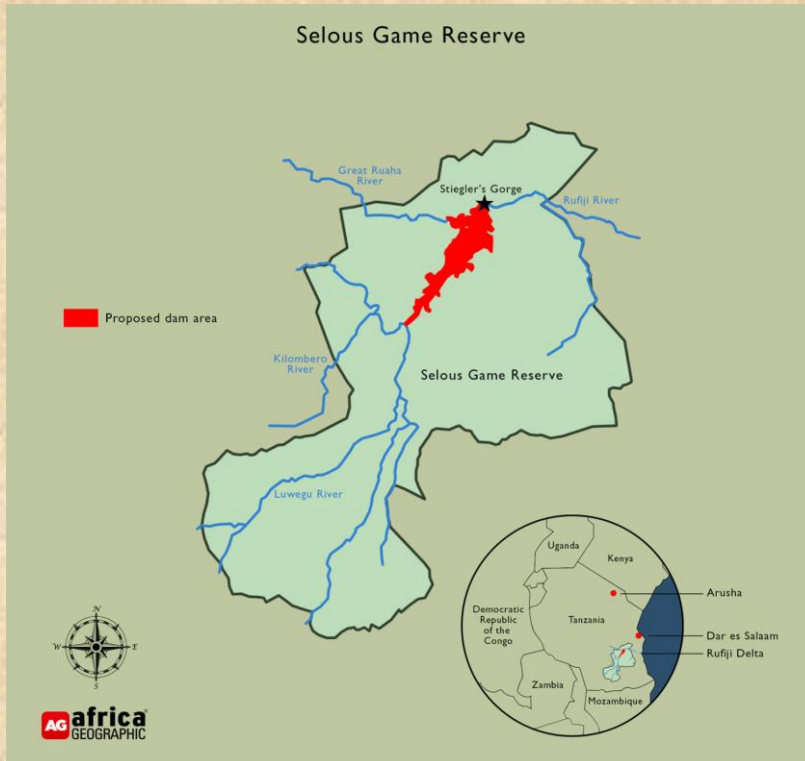 Selous Game Reserve
Great Ruaha
River
Stiegler's Gorge
Rufiji River
Proposed dam area
Kilombero
River
Selous Game Reserve
Luwegu River
Uganda
Kenya
Arusha
Democratic
Republic
of the
Congo
Tanzania
Dar es Salaam
Rufiji Delta
Zambia
Mozambique
N
W
E
S
AG africa
GEOGRAPHIC